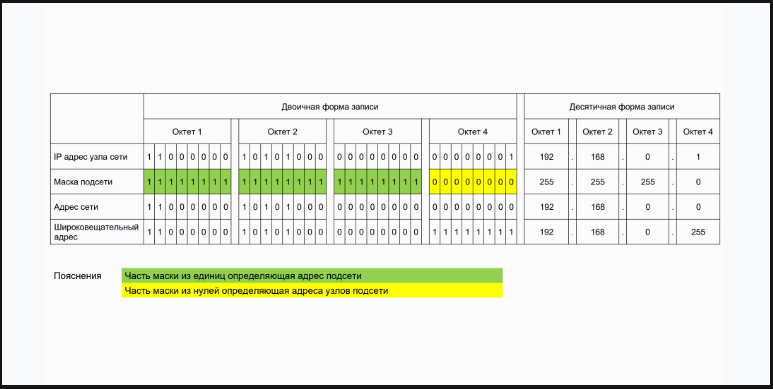 Двоичная форма записи Десятичная форма записи
Октет 1 Октет 2 Октет 3 Октет 4 Октет 1 Октет 2 Октет 3 Октет 4
IP адрес узла сети 1 1 0 0 0 0 0 0 1 0 1 0 1 0 0 0 0 0 0 0 0 0 0 0 0 0 0 0 0 0 0 1 192 . 168 . 0 . 1
Маска подсети 1 1 1 1 1 1 1 1 1 1 1 1 1 1 1 1 1 1 1 1 1 1 1 1 0 0 0 0 0 0 0 0 255 . 255 . 255 . 0
Адрес сети 1 1 0 0 0 0 0 0 1 0 1 0 1 0 0 0 0 0 0 0 0 0 0 0 0 0 0 0 0 0 0 0 192 . 168 . 0 . 0
Широковещательный
адрес 1 1 0 0 0 0 0 0 1 0 1 0 1 0 0 0 0 0 0 0 0 0 0 0 1 1 1 1 1 1 1 1 192 . 168 . 0 . 255
Пояснения Часть маски из единиц определяющая адрес подсети
Часть маски из нулей определяющая адреса узлов подсети